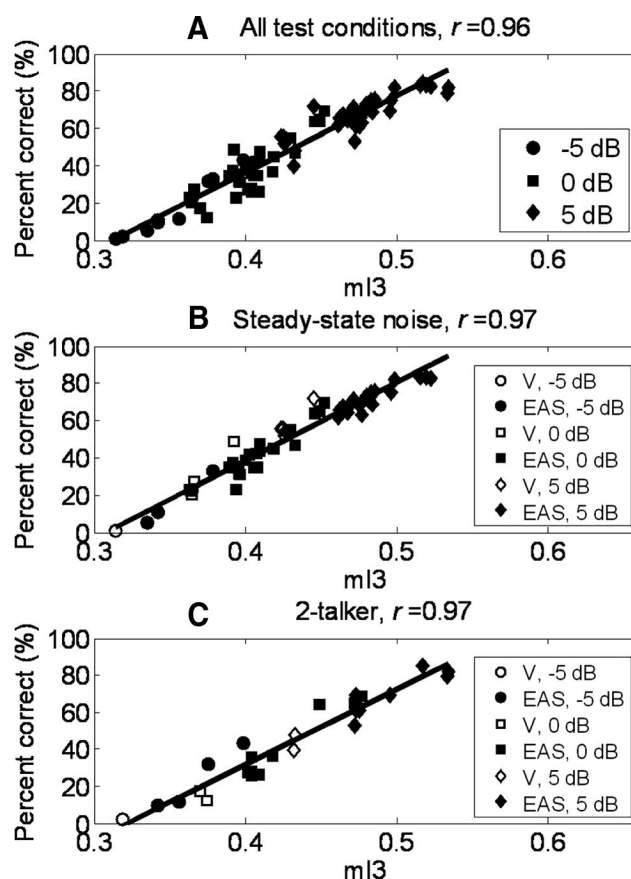 A All test conditions, r =0.96
Percent correct (%)
100
80
60
40
20
0
0.3 0.4 0.5 0.6
mI3
-5 dB
0 dB
5 dB
B Steady-state noise, r =0.97
Percent correct (%)
100
80
60
40
20
0
0.3 0.4 0.5 0.6
mI3
V, -5 dB
EAS, -5 dB
V, 0 dB
EAS, 0 dB
V, 5 dB
EAS, 5 dB
C 2-talker, r =0.97
Percent correct (%)
100
80
60
40
20
0
0.3 0.4 0.5 0.6
mI3
V, -5 dB
EAS, -5 dB
V, 0 dB
EAS, 0 dB
V, 5 dB
EAS, 5 dB